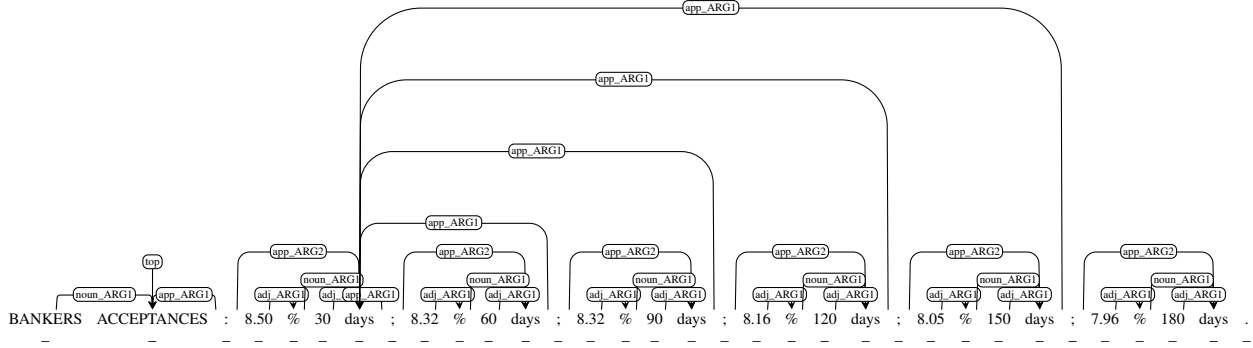 app_ARG1
app_ARG1
app_ARG1
app_ARG1
app_ARG2 app_ARG2 app_ARG2 app_ARG2 app_ARG2 app_ARG2
top
noun_ARG1 noun_ARG1 noun_ARG1 noun_ARG1 noun_ARG1 noun_ARG1
noun_ARG1 app_ARG1 adj_ARG1 adj_ app_ARG1 adj_ARG1 adj_ARG1 adj_ARG1 adj_ARG1 adj_ARG1 adj_ARG1 adj_ARG1 adj_ARG1 adj_ARG1 adj_ARG1
BANKERS ACCEPTANCES : 8.50 % 30 days ; 8.32 % 60 days ; 8.32 % 90 days ; 8.16 % 120 days ; 8.05 % 150 days ; 7.96 % 180 days .
_ _ _ _ _ _ _ _ _ _ _ _ _ _ _ _ _ _ _ _ _ _ _ _ _ _ _ _ _ _ _ _ _